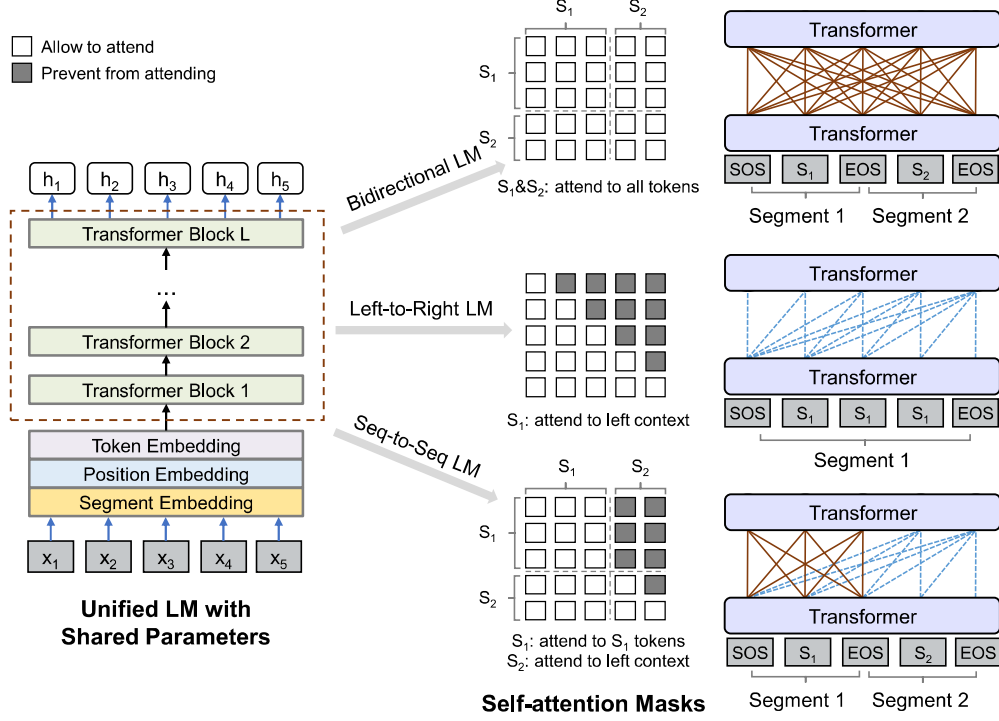 Allow to attend
Prevent from attending
h1 h2 h3 h4 h5
Transformer Block L
...
Transformer Block 2
Transformer Block 1
Token Embedding
Position Embedding
Segment Embedding
x1 x2 x3 x4 x5
Unified LM with
Shared Parameters
Bidirectional LM
Left-to-Right LM
Seq-to-Seq LM
S1 S2
S1
S2
S1&S2: attend to all tokens
S1: attend to left context
S1 S2
S1
S2
S1: attend to S1 tokens
S2: attend to left context
Self-attention Masks
Transformer
Transformer
SOS S1 EOS S2 EOS
Segment 1 Segment 2
Transformer
Transformer
SOS S1 S1 S1 EOS
Segment 1
Transformer
Transformer
SOS S1 EOS S2 EOS
Segment 1 Segment 2